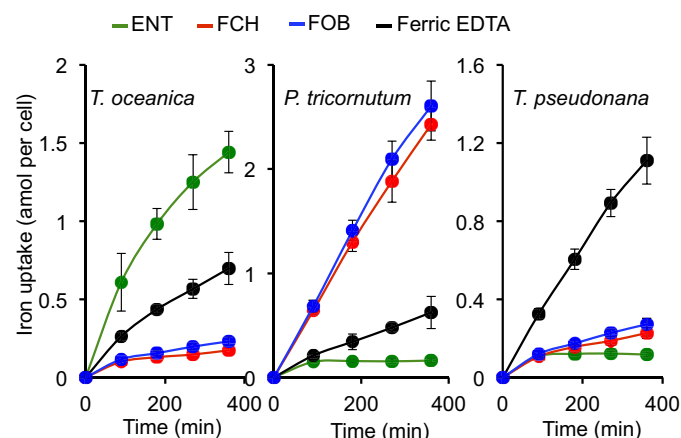 ENT FCH FOB Ferric EDTA
Iron uptake (amol per cell)
T. oceanica
2
1.5
1
0.5
0
0 200 400
Time (min)
P. tricornutum
3
2
1
0
0 200 400
Time (min)
T. pseudonana
1.6
1.2
0.8
0.4
0
0 200 400
Time (min)